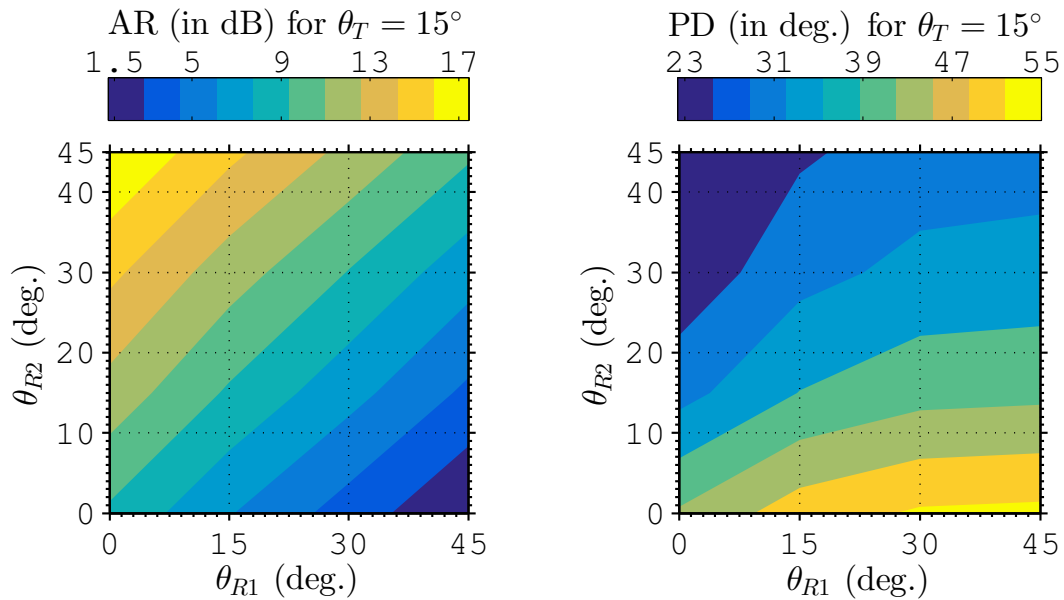 AR (in dB) for θ_T = 15°
1.5 5 9 13 17
45
40
30
20
10
0
0 15 30 45
θ_R2 (deg.)
θ_R1 (deg.)
PD (in deg.) for θ_T = 15°
23 31 39 47 55
45
40
30
20
10
0
0 15 30 45
θ_R2 (deg.)
θ_R1 (deg.)